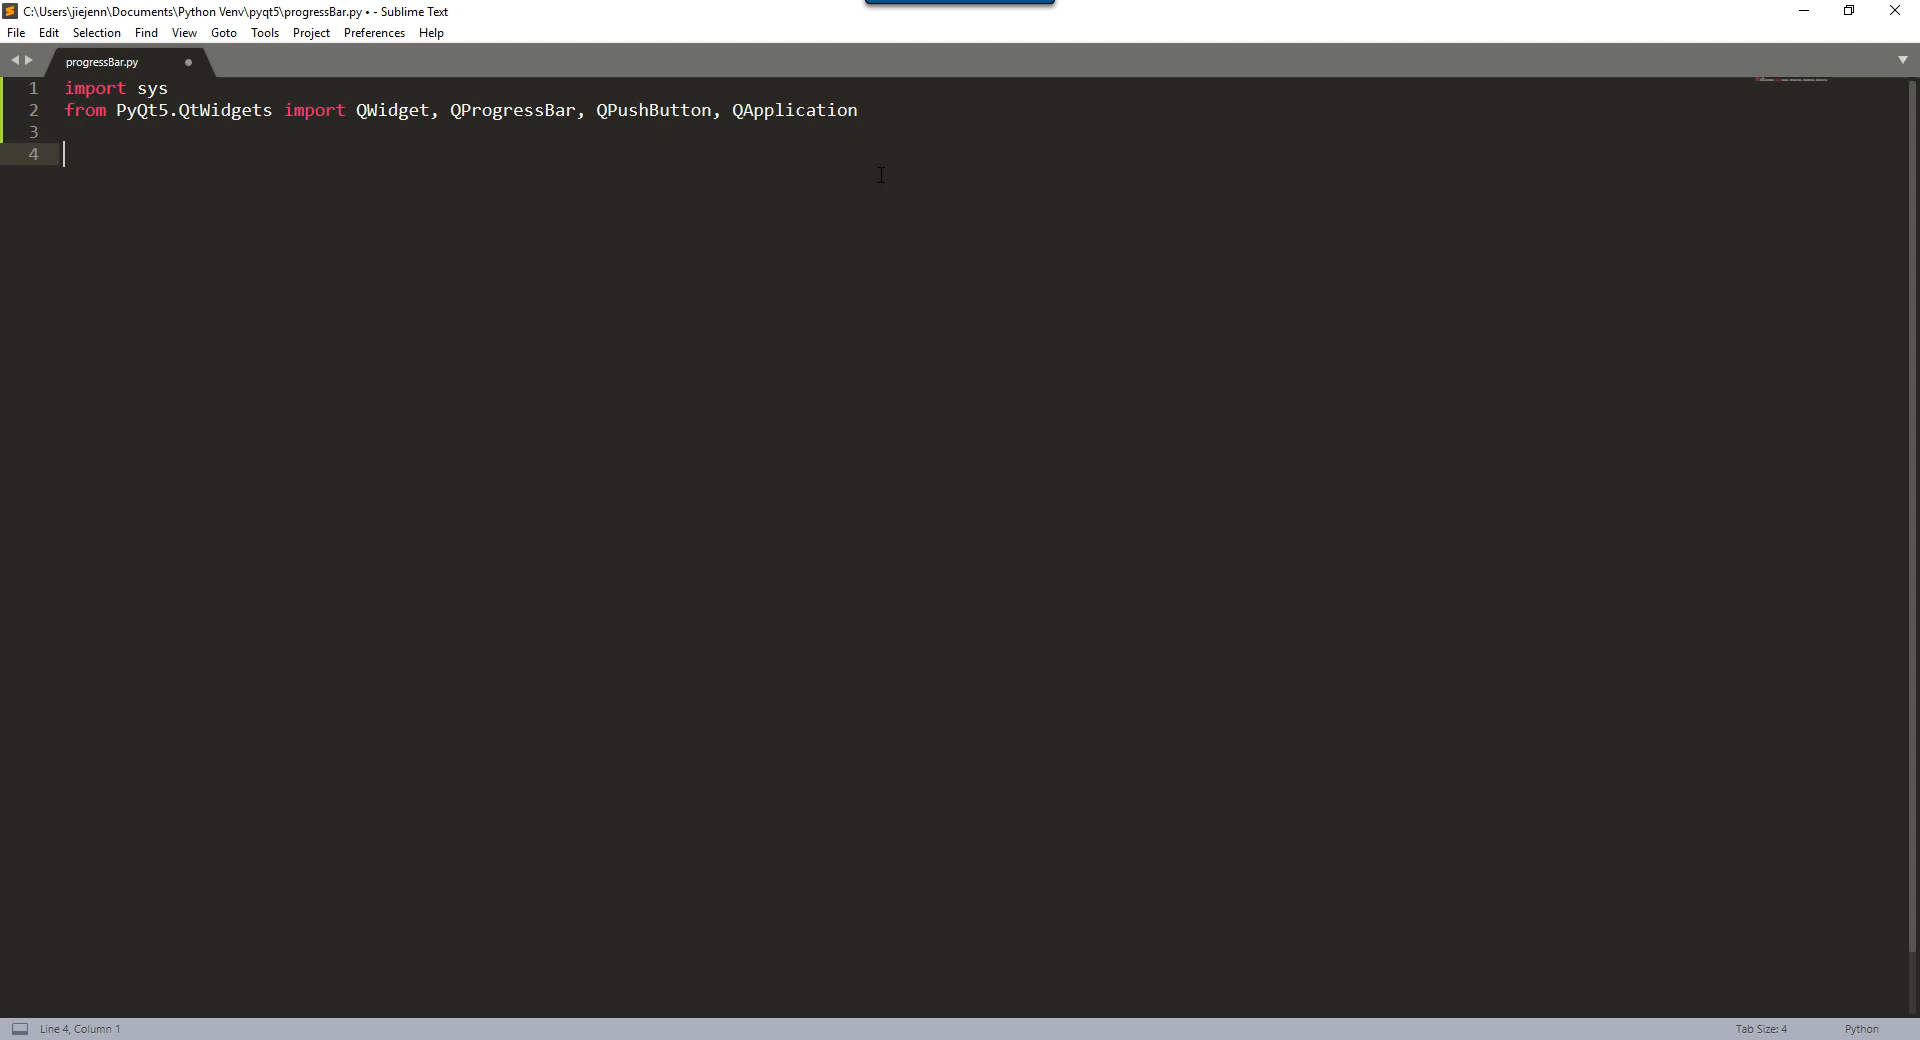 C:\Users\jiejenn\Documents\Python Venv\pyqt5\progressBar.py • - Sublime Text
File Edit Selection Find View Goto Tools Project Preferences Help
progressBar.py
1 import sys
2 from PyQt5.QtWidgets import QWidget, QProgressBar, QPushButton, QApplication
3
4
Line 4, Column 1 Tab Size: 4 Python